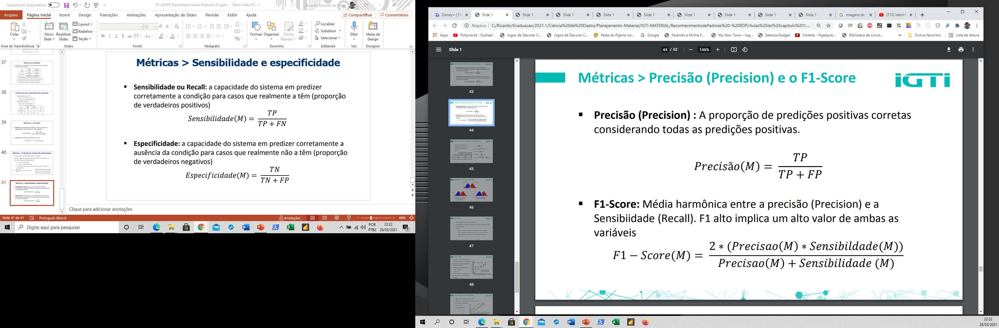 Salvamento Automático
01-UNIPE-Reconhecimento-Padroes-01.pptx - Salvo neste PC
Ricardo Roberto de Lima
Arquivo Página Inicial Inserir Design Transições Animações Apresentação de Slides Revisão Exibir Ajuda Compartilhar Comentários
Colar
Novo Slide
Reutilizar Slides
Layout
Redefinir
Seção
36
N I S S ab AV Aa A
Formas Organizar Estilos Rápidos
Localizar
Substituir
Selecionar
Ditar
Ideias de Design
Área de Transferência Slides Fonte Parágrafo Desenho Editando Voz Designer
37
Matriz de Confusão
38
Estudo de caso: Identificando sintomas
39
Métricas > Acurácia
40
Métricas > Problema de classes não-balanceadas
41
Métricas > Sensibilidade e especificidade
Métricas > Sensibilidade e especificidade
▪ Sensibilidade ou Recall: a capacidade do sistema em predizer
corretamente a condição para casos que realmente a têm (proporção
de verdadeiros positivos)
Sensibilidade(M) = TP / TP + FN
▪ Especificidade: a capacidade do sistema em predizer corretamente a
ausência da condição para casos que realmente não a têm (proporção
de verdadeiros negativos)
Especificidade(M) = TN / TN + FP
Clique para adicionar anotações
Slide 41 de 41 Português (Brasil) Anotações 68%
Digite aqui para pesquisar
POR
PTB2
22:22
28/03/2021
3
Disney+ | Fil
Slide 1
Slide 1
Slide 1
Slide 1
Slide 1
Slide 1
Slide 1
Slide 1
Slide 1
imagens de
(713) Identifi
Arquivo | C:/Ricardo/Graduacao/2021.1/Ciência%20de%20Dados/Planejamento-Material/IGTI-MATERIAL/ReconhecimentodePadroes%20-%20RDP/Aulas%20do%20capítulo%201....
Apps Pollyworld - Dublad... Jogos de Decorar C... Jogos de Decorar C... Festa do Pijama no... Google Fazendo a Minha F... My New Town - Jog... SelectorGadget Violetta - Pojedyne... Biblioteca de Livros... » Outros favoritos Lista de leitura
Slide 1
44 / 52
146%
43
44
45
46
47
48
Métricas > Precisão (Precision) e o F1-Score
iGTi
▪ Precisão (Precision) : A proporção de predições positivas corretas
considerando todas as predições positivas.
Precisão(M) = TP / TP + FP
▪ F1-Score: Média harmônica entre a precisão (Precision) e a
Sensibiidade (Recall). F1 alto implica um alto valor de ambas as
variáveis
F1 − Score(M) = 2 ∗ (Precisao(M) ∗ Sensibildade(M)) / Precisao(M) + Sensibilidade (M)
22:22
28/03/2021